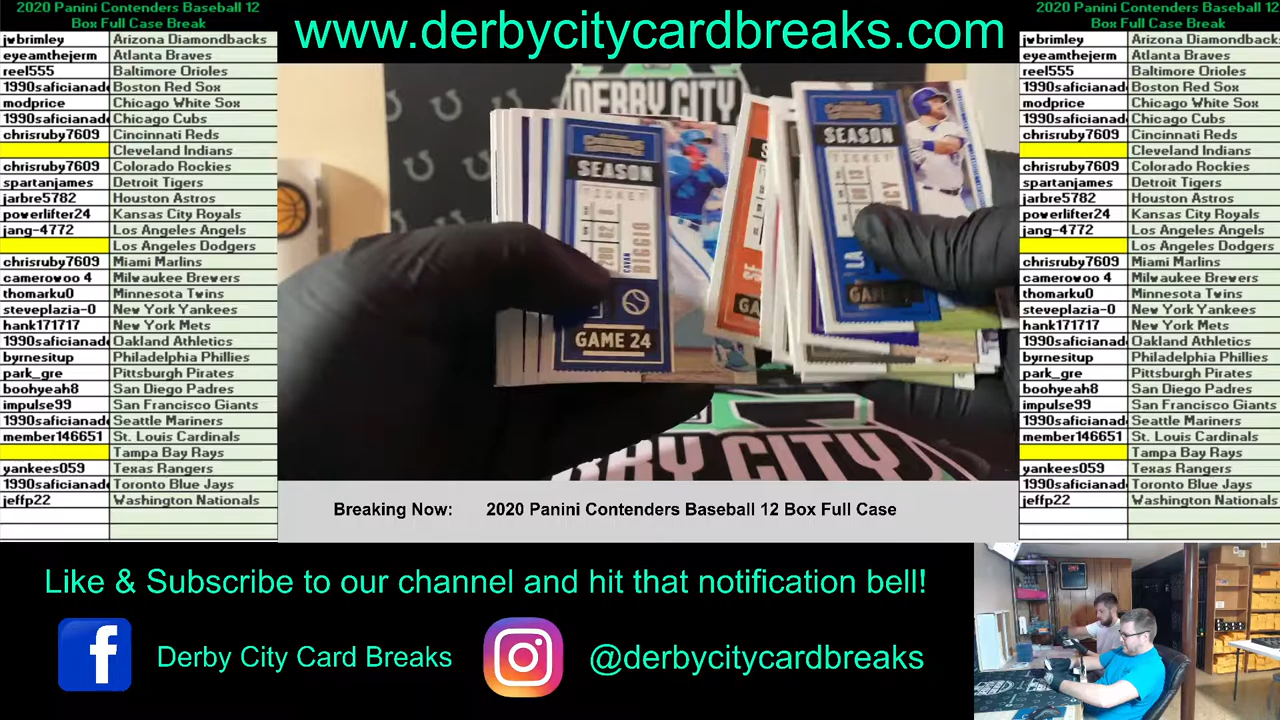 2020 Panini Contenders Baseball 12
Box Full Case Break
jwbrimley Arizona Diamondbacks
eyeamthejerm Atlanta Braves
reel555 Baltimore Orioles
1990saficianad Boston Red Sox
modprice Chicago White Sox
1990saficianad Chicago Cubs
chrisruby7609 Cincinnati Reds
Cleveland Indians
chrisruby7609 Colorado Rockies
spartanjames Detroit Tigers
jarbre5782 Houston Astros
powerlifter24 Kansas City Royals
jang-4772 Los Angeles Angels
Los Angeles Dodgers
chrisruby7609 Miami Marlins
camerowoo 4 Milwaukee Brewers
thomarku0 Minnesota Twins
steveplazia-0 New York Yankees
hank171717 New York Mets
1990saficianad Oakland Athletics
byrnesitup Philadelphia Phillies
park_gre Pittsburgh Pirates
boohyeah8 San Diego Padres
impulse99 San Francisco Giants
1990saficianad Seattle Mariners
member146651 St. Louis Cardinals
Tampa Bay Rays
yankees059 Texas Rangers
1990saficianad Toronto Blue Jays
jeffp22 Washington Nationals
www.derbycitycardbreaks.com
DERBY CITY
SEASON
TICKET
CAVAN
BIGGIO
GAME 24
SEASON
TICKET
LA
GAME
Breaking Now: 2020 Panini Contenders Baseball 12 Box Full Case
2020 Panini Contenders Baseball 12
Box Full Case Break
jwbrimley Arizona Diamondbacks
eyeamthejerm Atlanta Braves
reel555 Baltimore Orioles
1990saficianad Boston Red Sox
modprice Chicago White Sox
1990saficianad Chicago Cubs
chrisruby7609 Cincinnati Reds
Cleveland Indians
chrisruby7609 Colorado Rockies
spartanjames Detroit Tigers
jarbre5782 Houston Astros
powerlifter24 Kansas City Royals
jang-4772 Los Angeles Angels
Los Angeles Dodgers
chrisruby7609 Miami Marlins
camerowoo 4 Milwaukee Brewers
thomarku0 Minnesota Twins
steveplazia-0 New York Yankees
hank171717 New York Mets
1990saficianad Oakland Athletics
byrnesitup Philadelphia Phillies
park_gre Pittsburgh Pirates
boohyeah8 San Diego Padres
impulse99 San Francisco Giants
1990saficianad Seattle Mariners
member146651 St. Louis Cardinals
Tampa Bay Rays
yankees059 Texas Rangers
1990saficianad Toronto Blue Jays
jeffp22 Washington Nationals
Like & Subscribe to our channel and hit that notification bell!
f Derby City Card Breaks
@derbycitycardbreaks